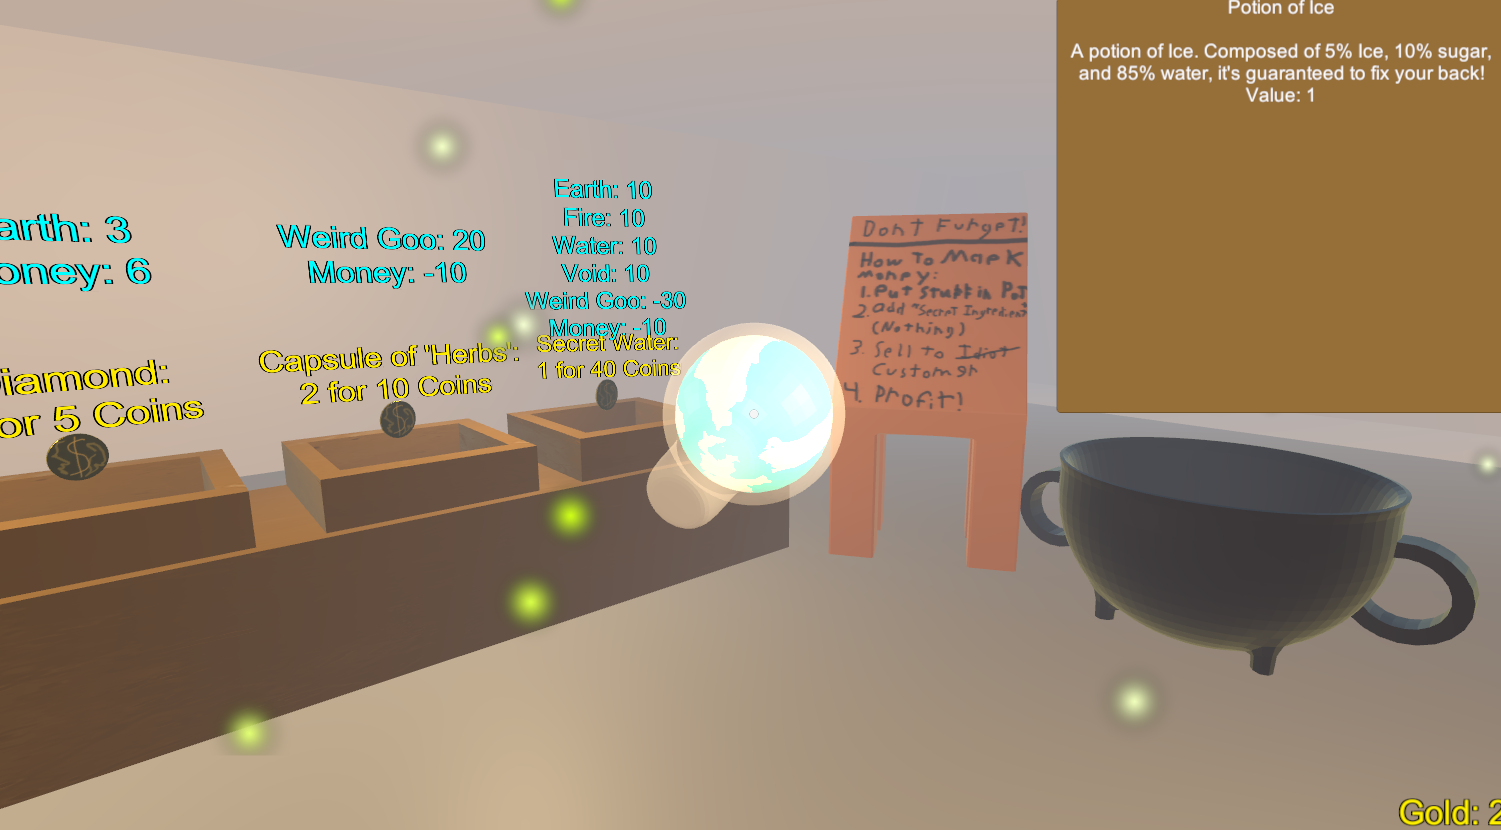 Potion of Ice
A potion of Ice. Composed of 5% Ice, 10% sugar,
and 85% water, it's guaranteed to fix your back!
Value: 1
arth: 3
oney: 6
iamond:
or 5 Coins
Weird Goo: 20
Money: -10
Capsule of 'Herbs':
2 for 10 Coins
Earth: 10
Fire: 10
Water: 10
Void: 10
Weird Goo: -30
Money: -10
Secret Water:
1 for 40 Coins
Dont Furget!
How To Maek
money:
1. Put Stuff in Pot
2. add "Secret Ingredient"
(Nothing)
3. Sell to Idiot
Customer
4. Profit!
Gold: 2